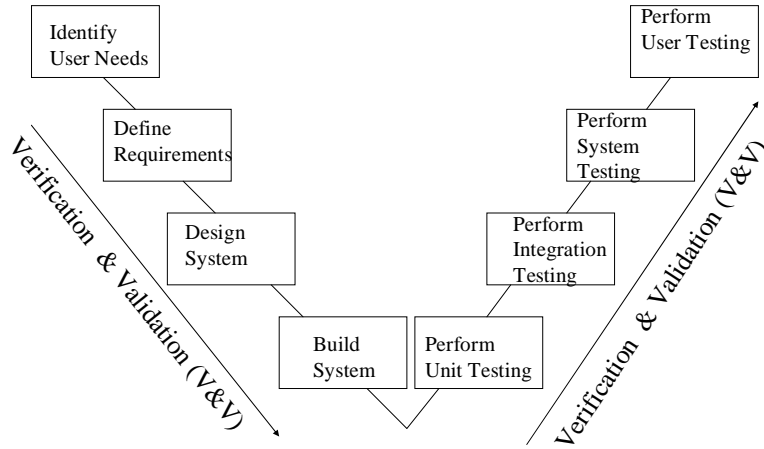 Identify
User Needs
Define
Requirements
Design
System
Build
System
Perform
Unit Testing
Perform
Integration
Testing
Perform
System
Testing
Perform
User Testing
Verification & Validation (V&V)
Verification & Validation (V&V)